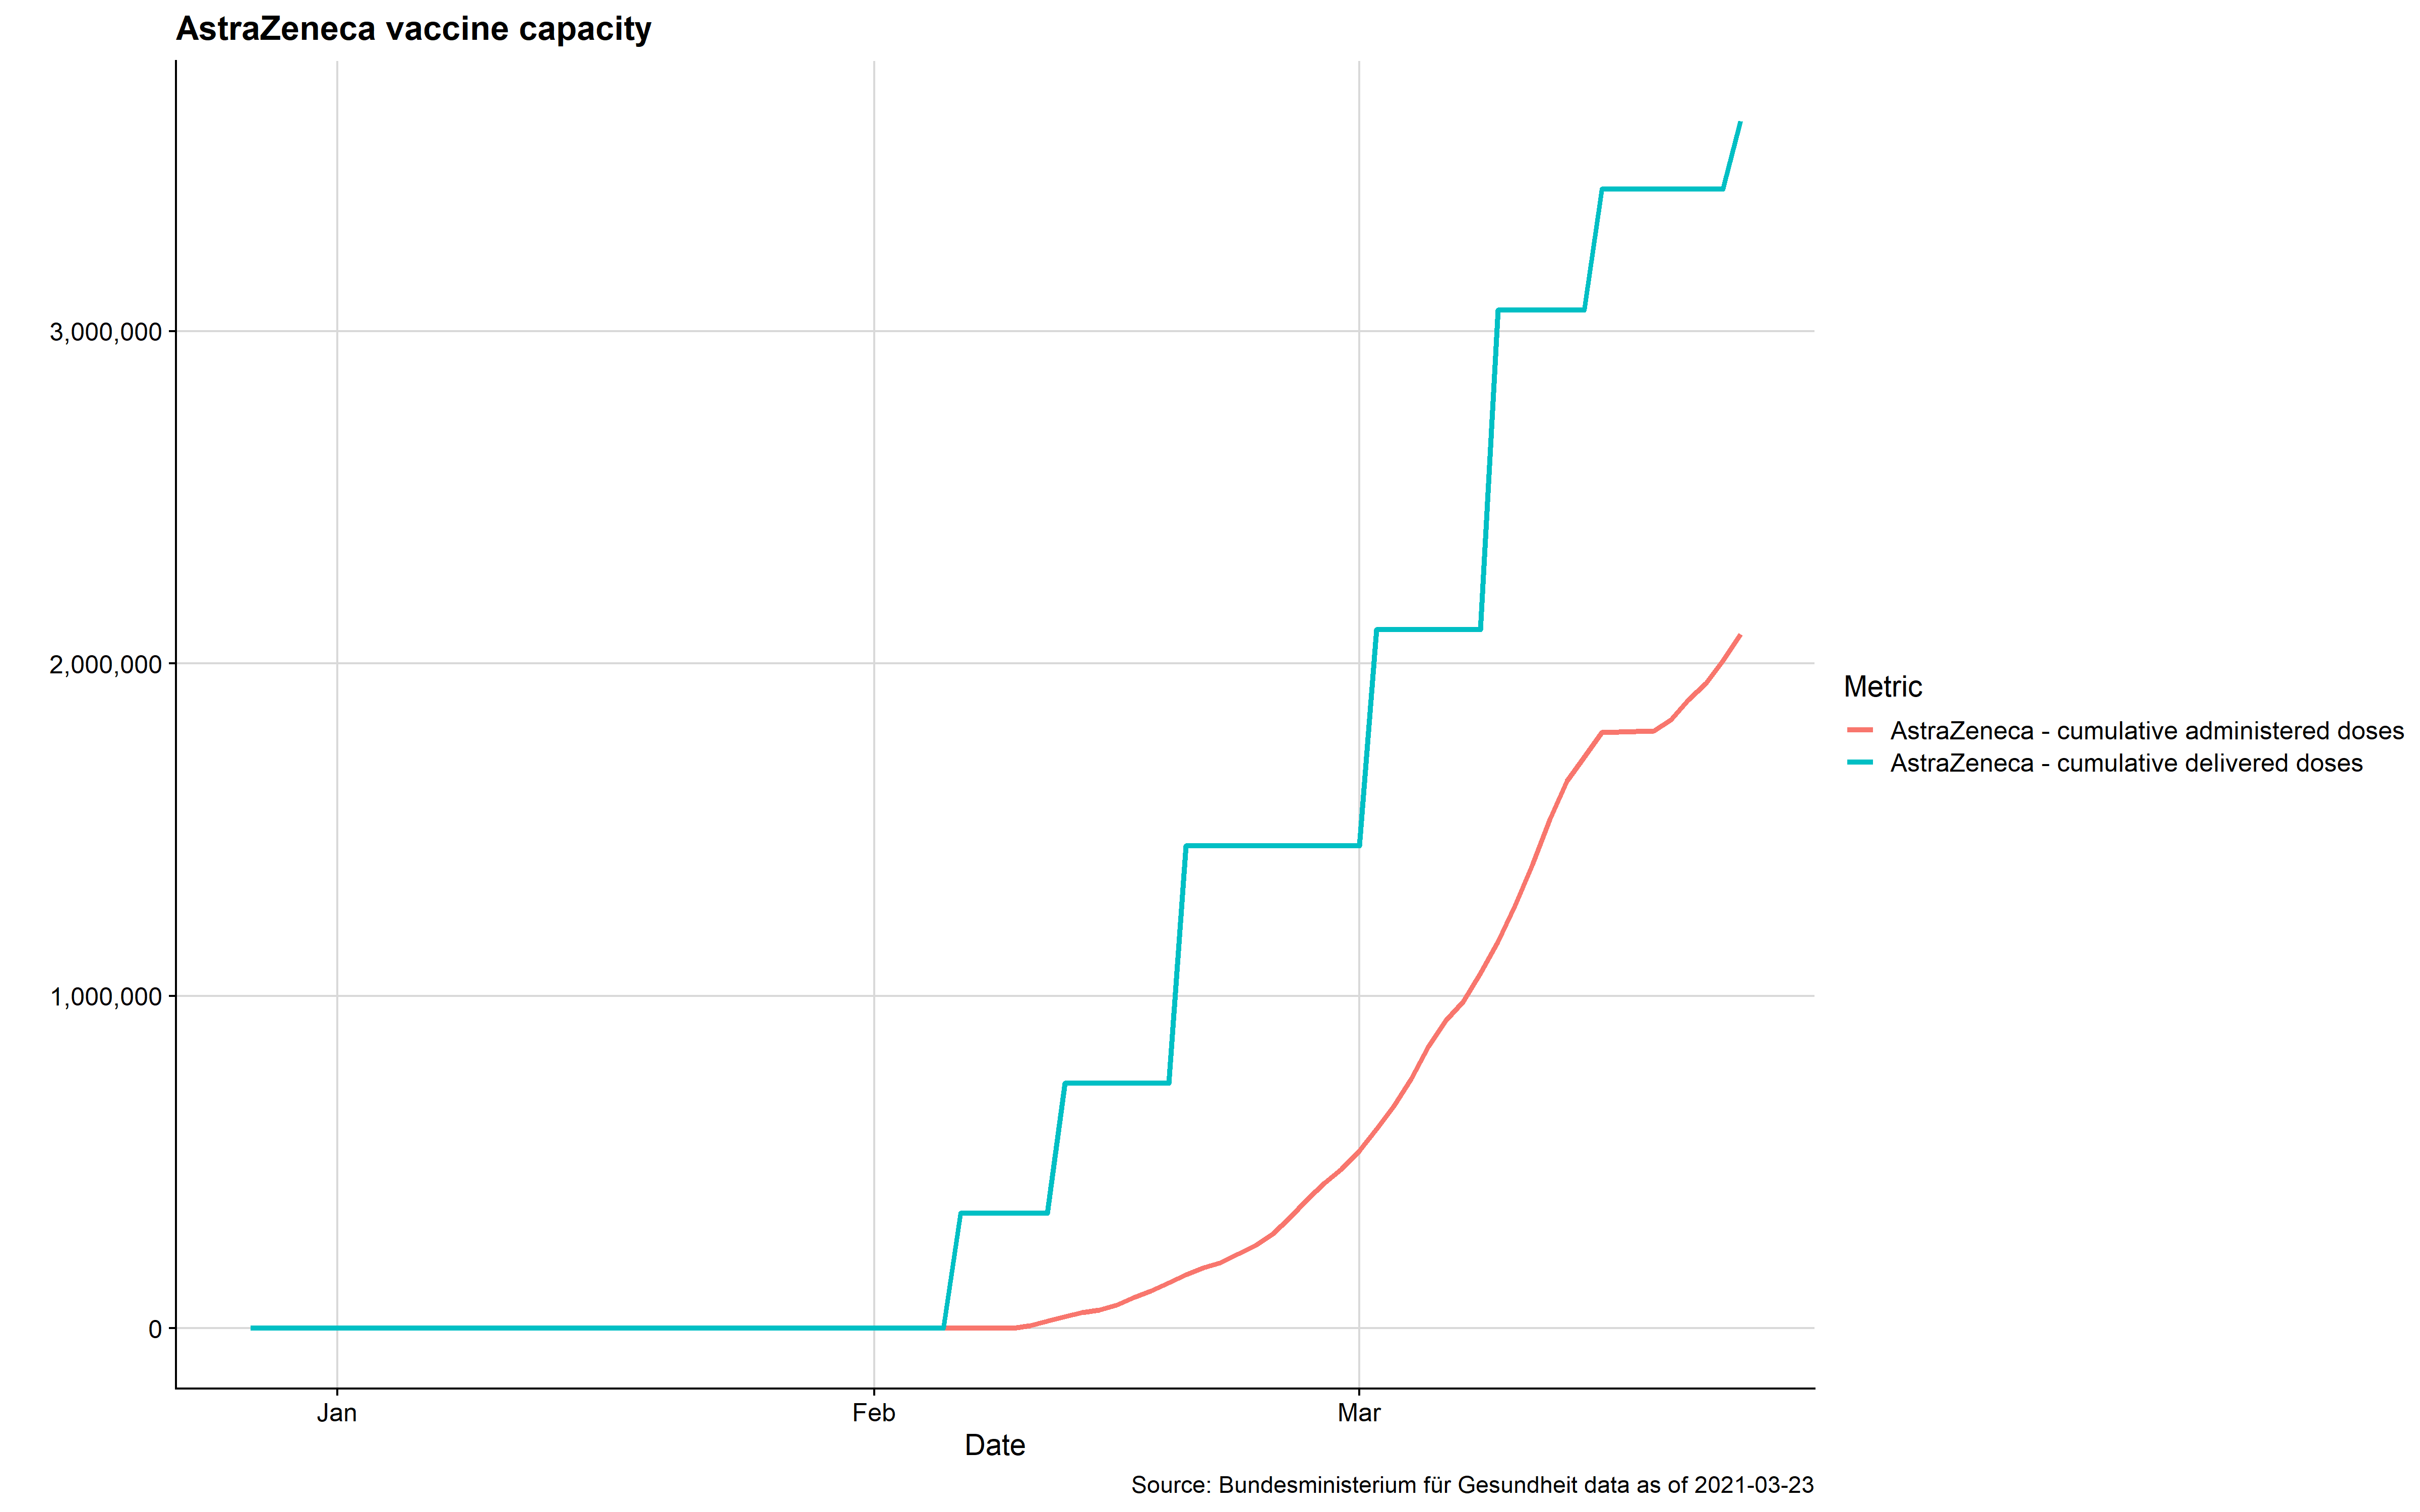 AstraZeneca vaccine capacity
3,000,000
2,000,000
1,000,000
0
Jan
Feb
Mar
Date
Metric
AstraZeneca - cumulative administered doses
AstraZeneca - cumulative delivered doses
Source: Bundesministerium für Gesundheit data as of 2021-03-23